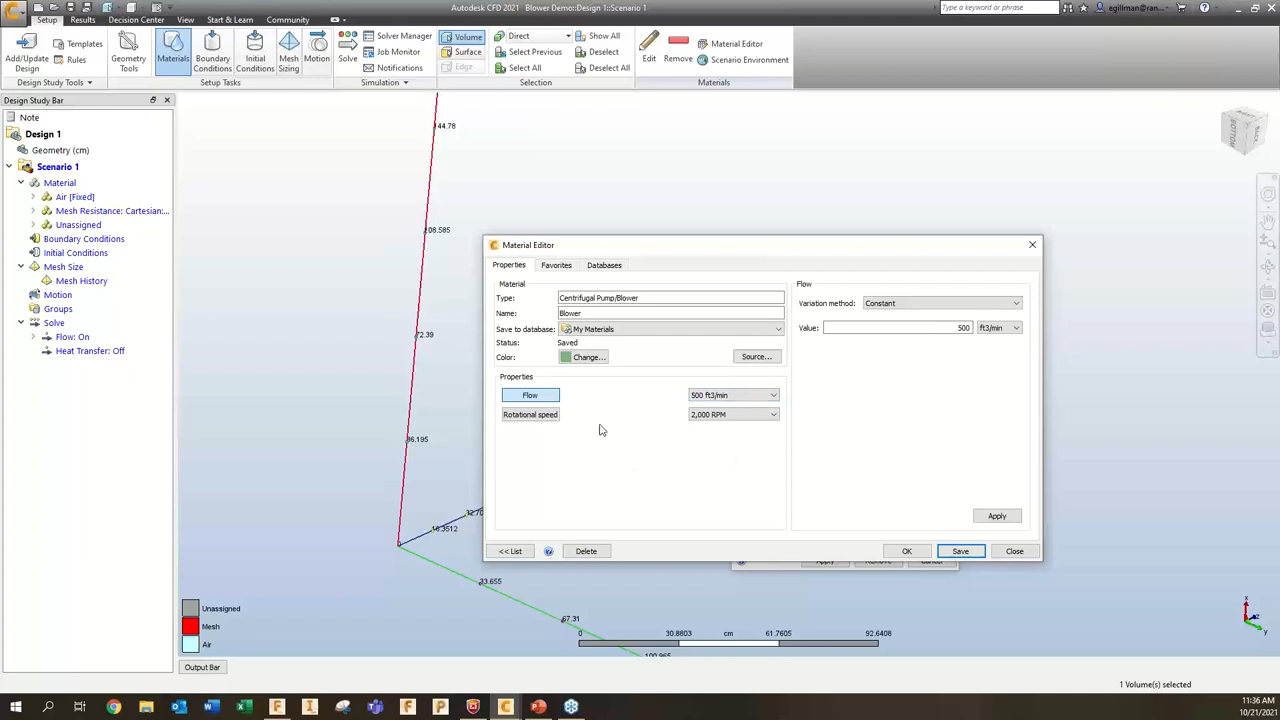 Autodesk CFD 2021 Blower Demo::Design 1::Scenario 1
Type a keyword or phrase
egillman@ran...
Setup Results Decision Center View Start & Learn Community
Add/Update Design
Templates
Rules
Geometry Tools
Materials
Boundary Conditions
Initial Conditions
Mesh Sizing
Motion
Solve
Solver Manager
Job Monitor
Notifications
Volume
Surface
Edge
Direct
Select Previous
Select All
Show All
Deselect
Deselect All
Edit
Remove
Material Editor
Scenario Environment
Design Study Tools Setup Tasks Simulation Selection Materials
Design Study Bar
Note
Design 1
Geometry (cm)
Scenario 1
Material
Air [Fixed]
Mesh Resistance: Cartesian:...
Unassigned
Boundary Conditions
Initial Conditions
Mesh Size
Mesh History
Motion
Groups
Solve
Flow: On
Heat Transfer: Off
144.78
108.585
72.39
36.195
0
16.3512
32.70
33.655
67.31
100.965
BOTTOM
Material Editor
Properties Favorites Databases
Material
Type: Centrifugal Pump/Blower
Name: Blower
Save to database: My Materials
Status: Saved
Color: Change... Source...
Properties
Flow 500 ft3/min
Rotational speed 2,000 RPM
Flow
Variation method: Constant
Value: 500 ft3/min
Apply
<< List Delete OK Save Close
Apply Remove Cancel
Unassigned
Mesh
Air
0 30.8803 cm 61.7605 92.6408
x
z
y
Output Bar
1 Volume(s) selected
11:36 AM
10/21/2021